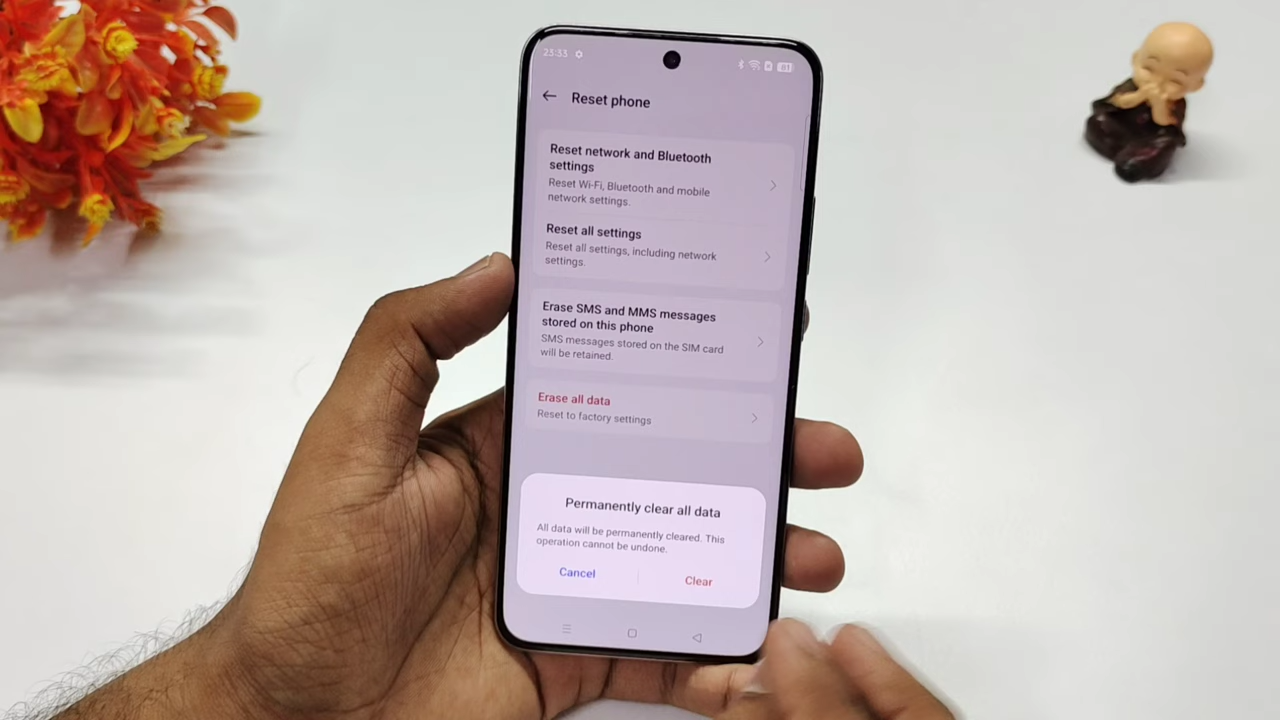 23:33
Reset phone
Reset network and Bluetooth
settings
Reset Wi-Fi, Bluetooth and mobile
network settings.
Reset all settings
Reset all settings, including network
settings.
Erase SMS and MMS messages
stored on this phone
SMS messages stored on the SIM card
will be retained.
Erase all data
Reset to factory settings
Permanently clear all data
All data will be permanently cleared. This
operation cannot be undone.
Cancel
Clear